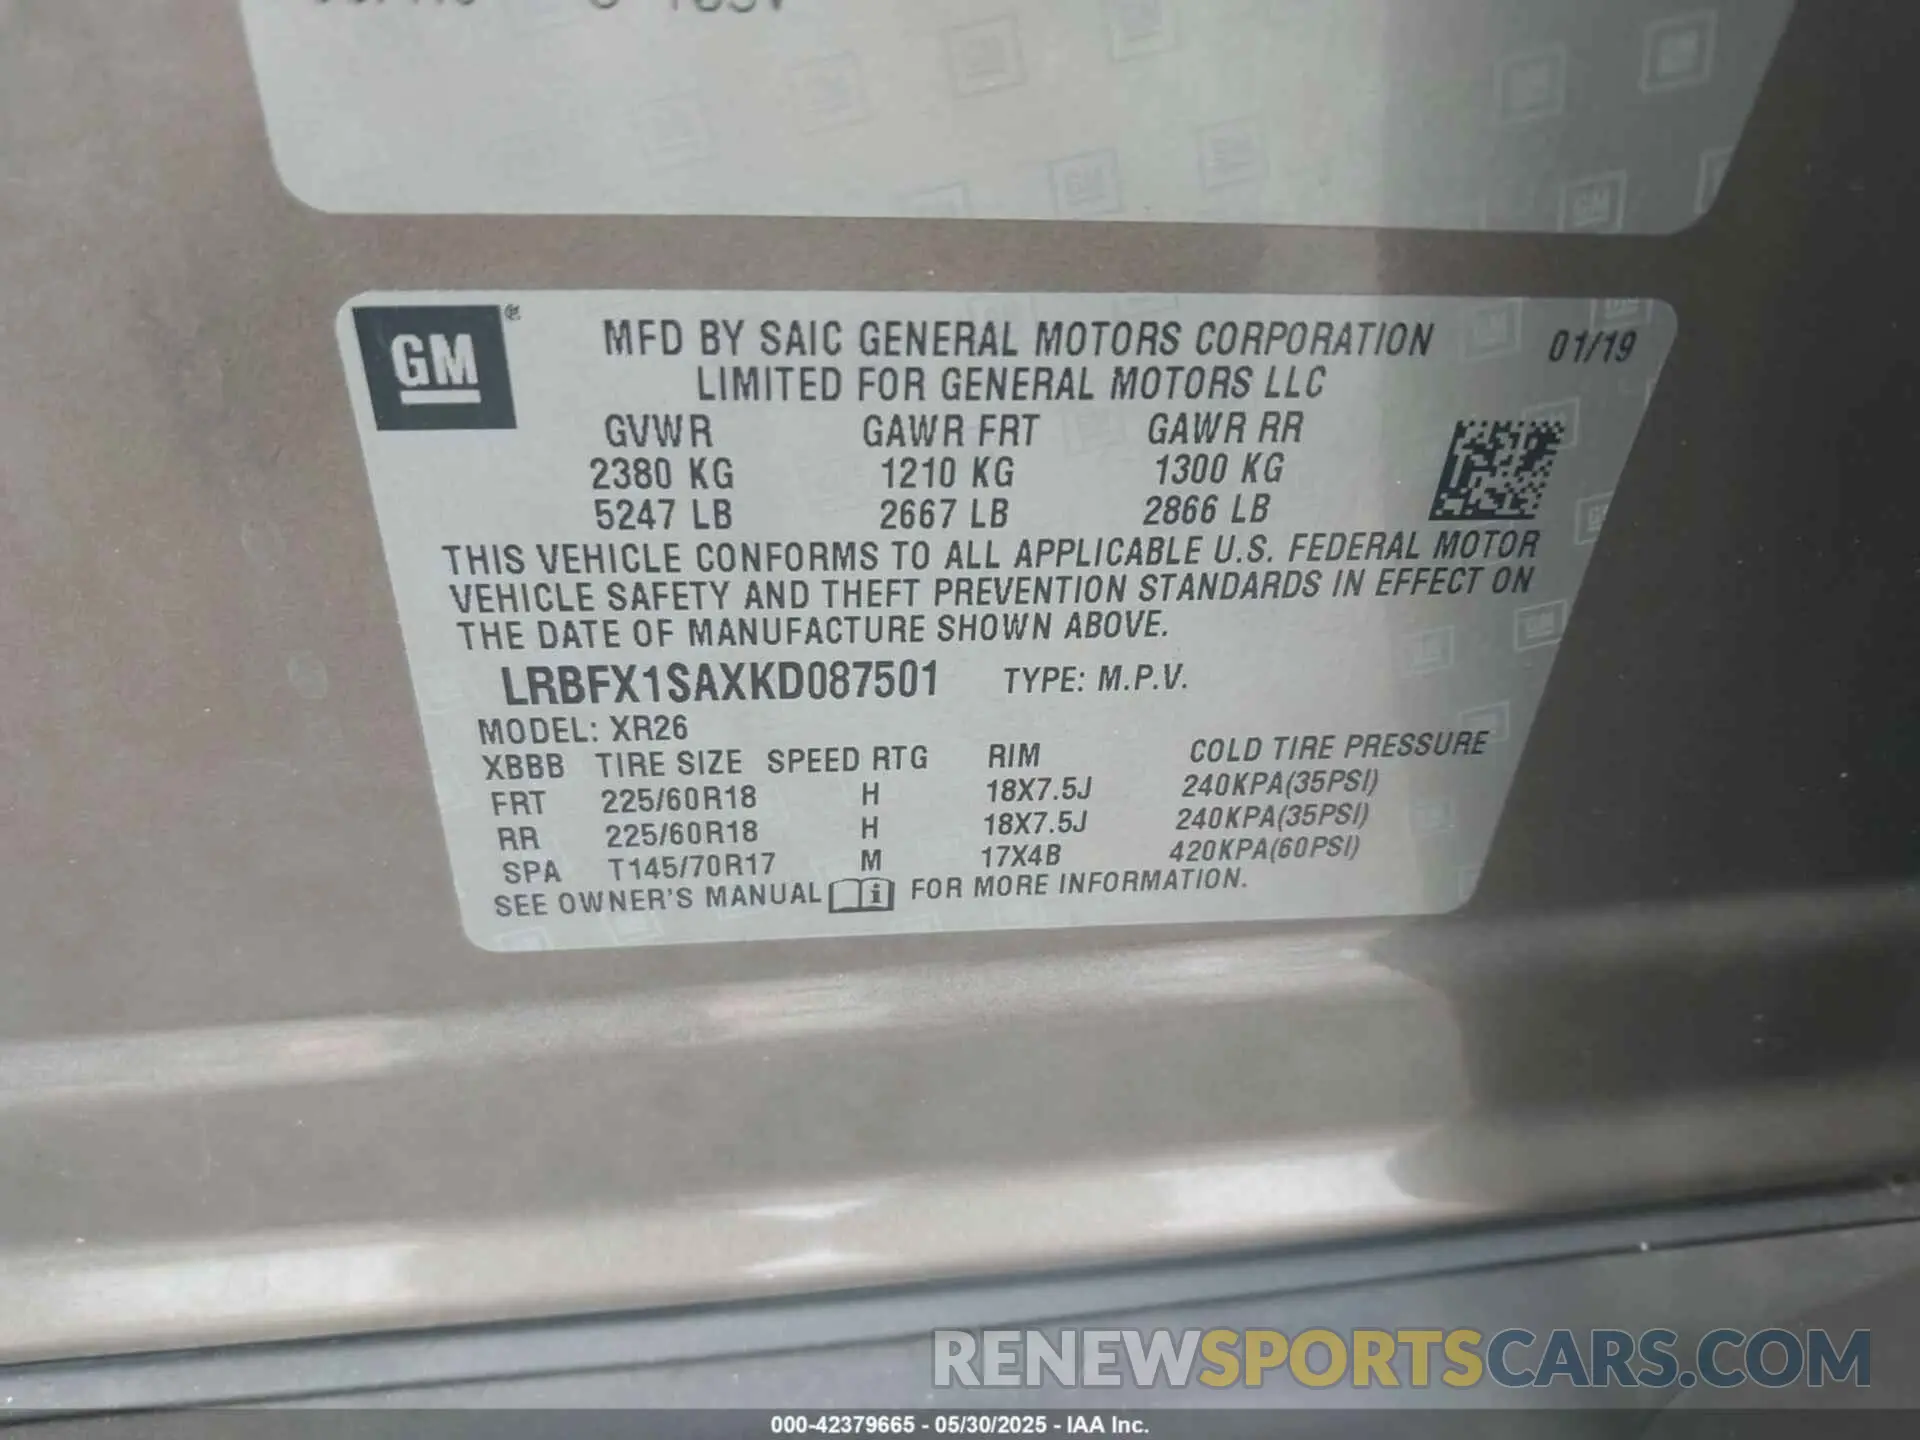 GM
MFD BY SAIC GENERAL MOTORS CORPORATION 01/19
LIMITED FOR GENERAL MOTORS LLC
GVWR GAWR FRT GAWR RR
2380 KG 1210 KG 1300 KG
5247 LB 2667 LB 2866 LB
THIS VEHICLE CONFORMS TO ALL APPLICABLE U.S. FEDERAL MOTOR
VEHICLE SAFETY AND THEFT PREVENTION STANDARDS IN EFFECT ON
THE DATE OF MANUFACTURE SHOWN ABOVE.
LRBFX1SAXKD087501 TYPE: M.P.V.
MODEL: XR26
XBBB TIRE SIZE SPEED RTG RIM COLD TIRE PRESSURE
FRT 225/60R18 H 18X7.5J 240KPA(35PSI)
RR 225/60R18 H 18X7.5J 240KPA(35PSI)
SPA T145/70R17 M 17X4B 420KPA(60PSI)
SEE OWNER'S MANUAL i FOR MORE INFORMATION.
RENEWSPORTSCARS.COM
000-42379665 - 05/30/2025 - IAA Inc.